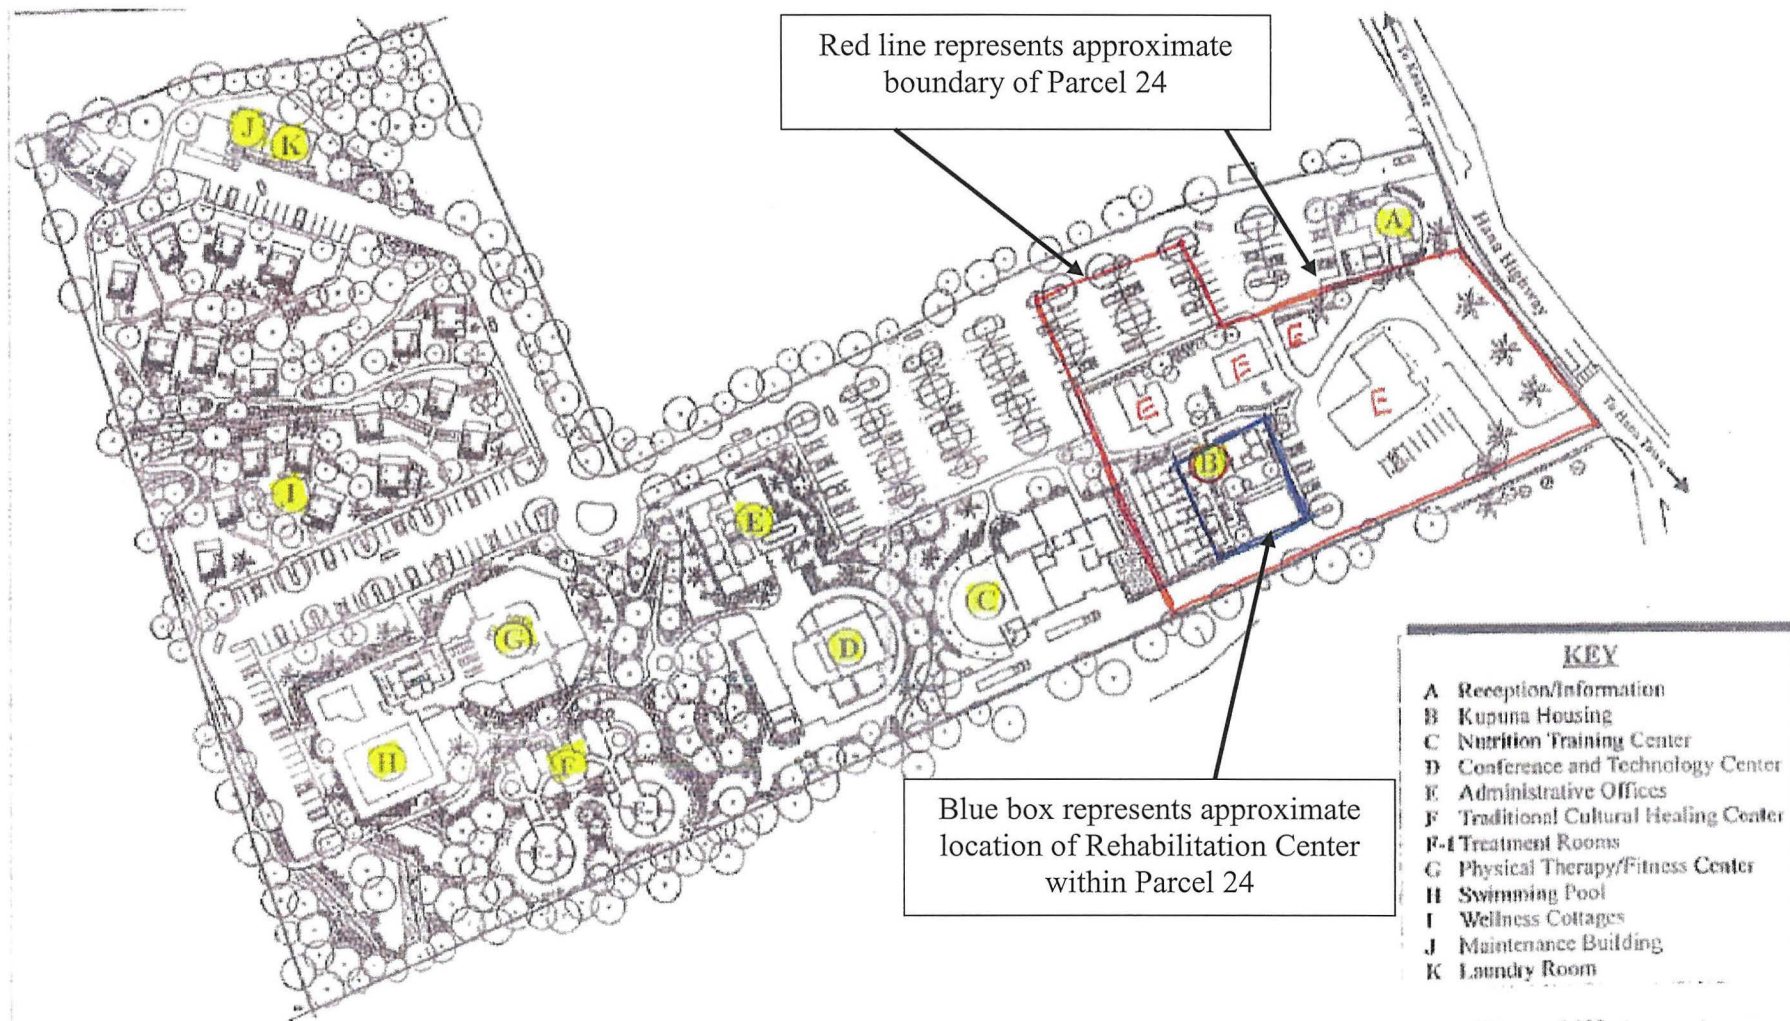 Red line represents approximate
boundary of Parcel 24
To Keanae
Hana Highway
To Hana Town
A
J
K
E
E
E
E
B
I
E
C
G
D
H
F
F-1
Blue box represents approximate
location of Rehabilitation Center
within Parcel 24
KEY
A Reception/Information
B Kupuna Housing
C Nutrition Training Center
D Conference and Technology Center
E Administrative Offices
F Traditional Cultural Healing Center
F-1 Treatment Rooms
G Physical Therapy/Fitness Center
H Swimming Pool
I Wellness Cottages
J Maintenance Building
K Laundry Room